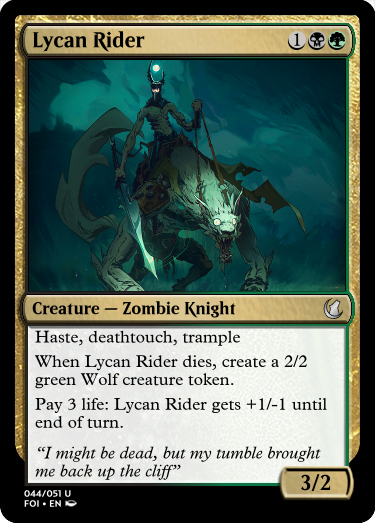 Lycan Rider
1
Creature — Zombie Knight
Haste, deathtouch, trample
When Lycan Rider dies, create a 2/2
green Wolf creature token.
Pay 3 life: Lycan Rider gets +1/-1 until
end of turn.
“I might be dead, but my tumble brought
me back up the cliff”
3/2
044/051 U
FOI • EN